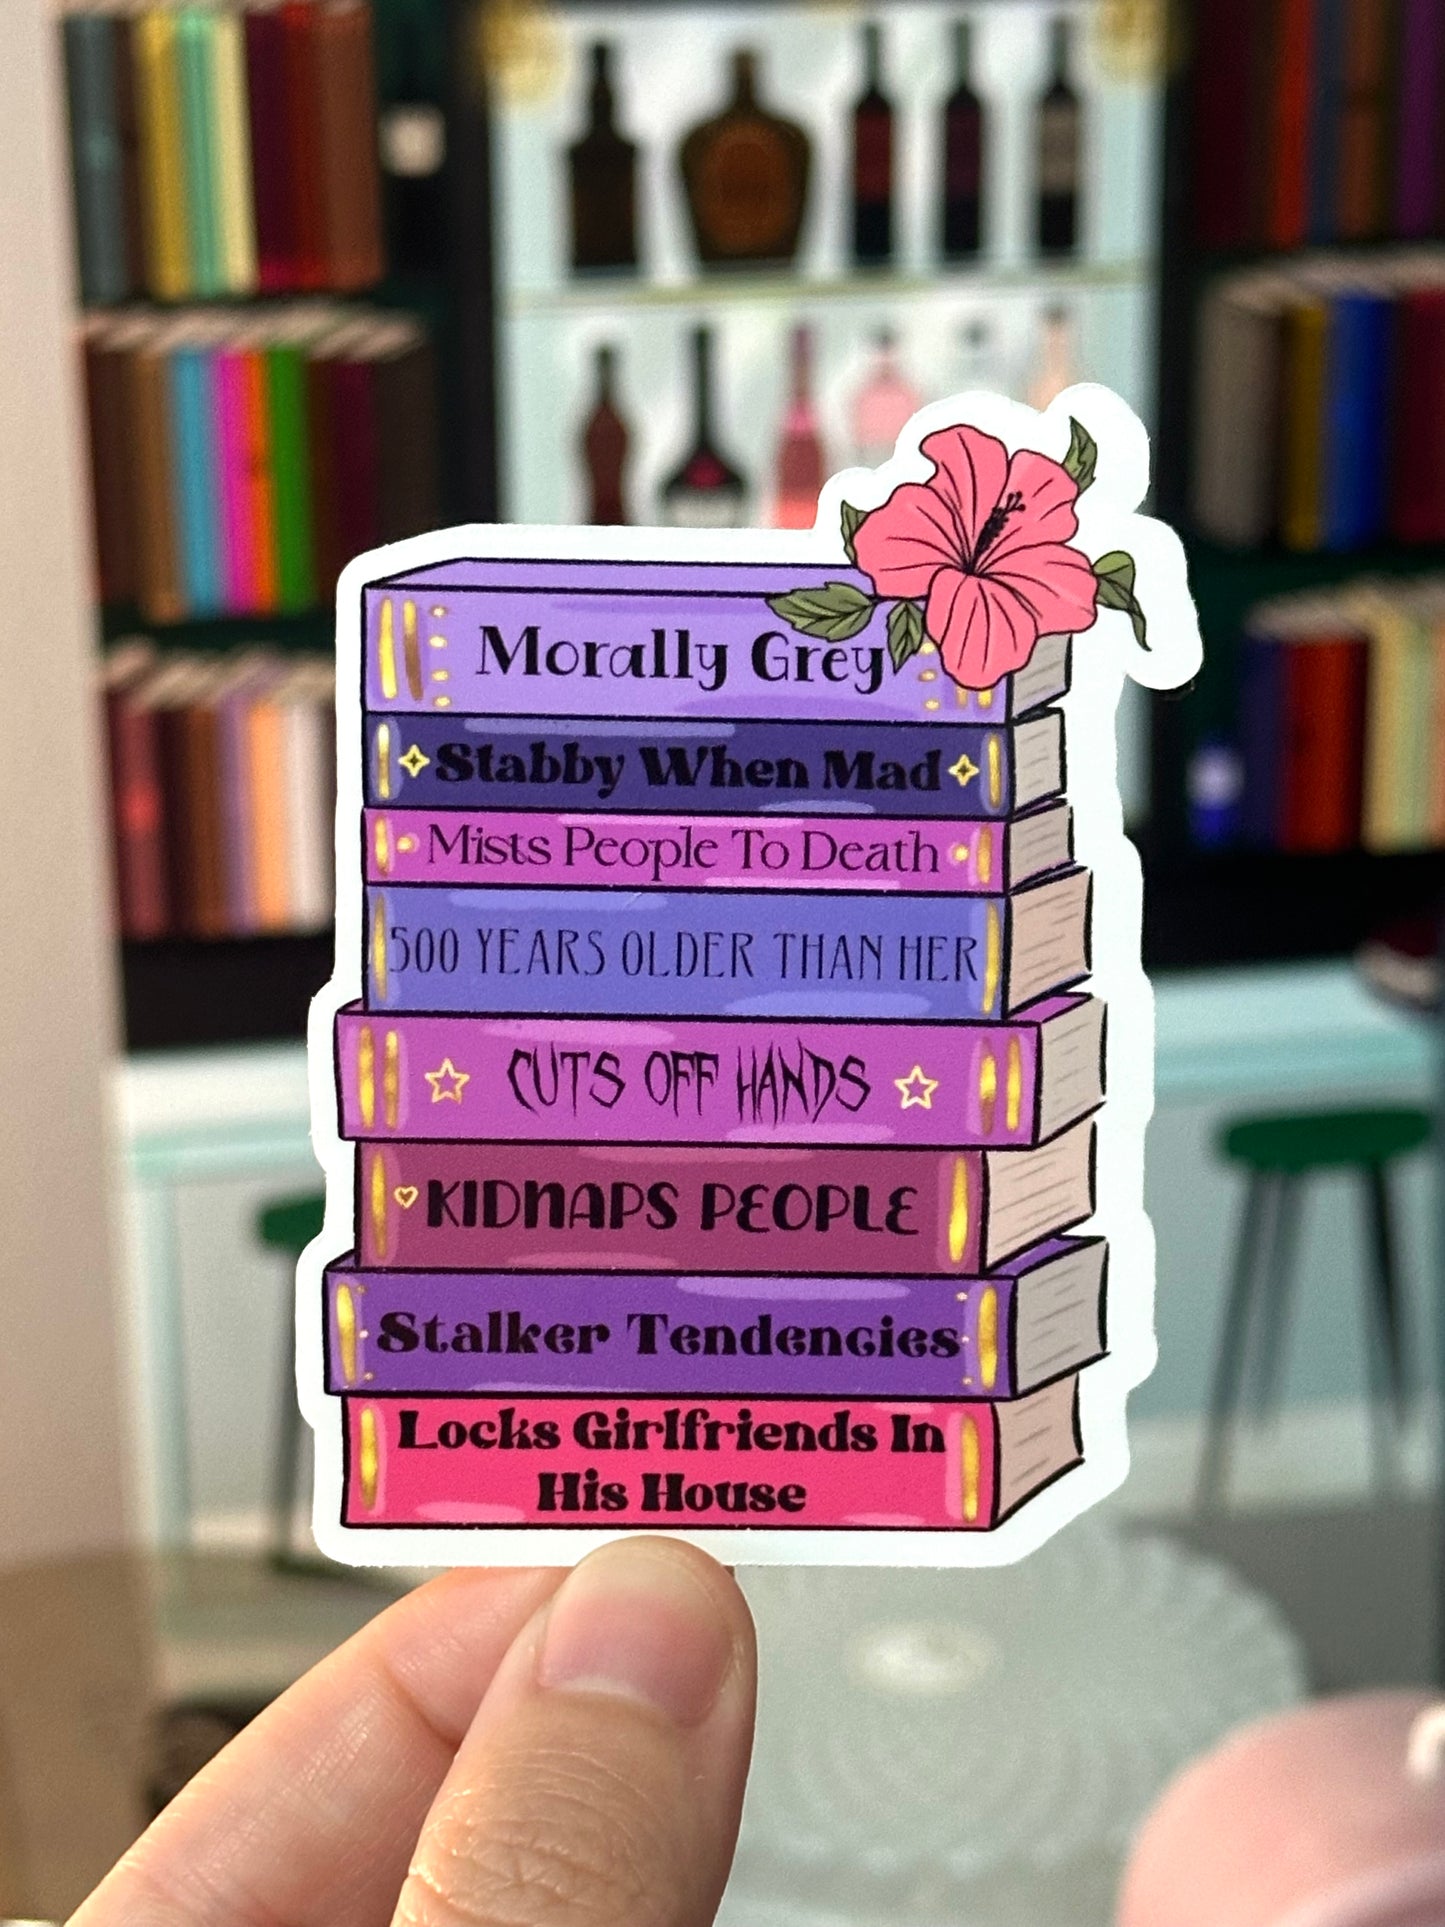 Morally Grey
Stabby When Mad
Mists People To Death
500 YEARS OLDER THAN HER
CUTS OFF HANDS
KIDNAPS PEOPLE
Stalker Tendencies
Locks Girlfriends In
His House